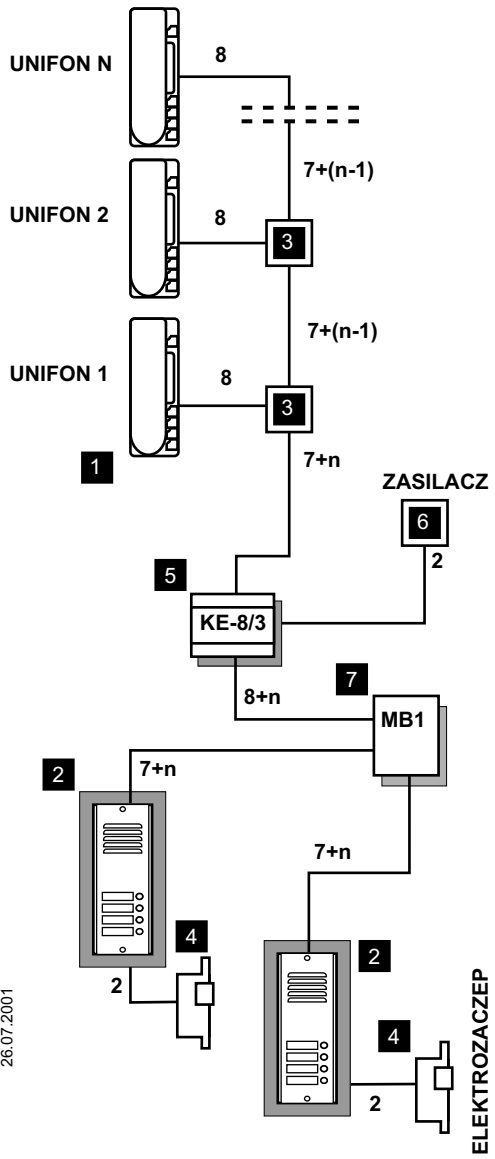 UNIFON N
8
7+(n-1)
UNIFON 2
8
3
7+(n-1)
UNIFON 1
8
3
7+n
1
ZASILACZ
6
2
5
KE-8/3
8+n
7
MB1
2
7+n
7+n
4
2
2
4
2
26.07.2001
ELEKTROZACZEP